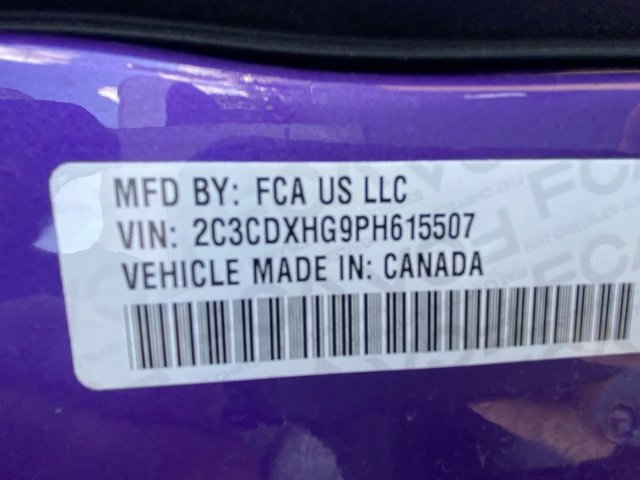 MFD BY: FCA US LLC
VIN: 2C3CDXHG9PH615507
VEHICLE MADE IN: CANADA